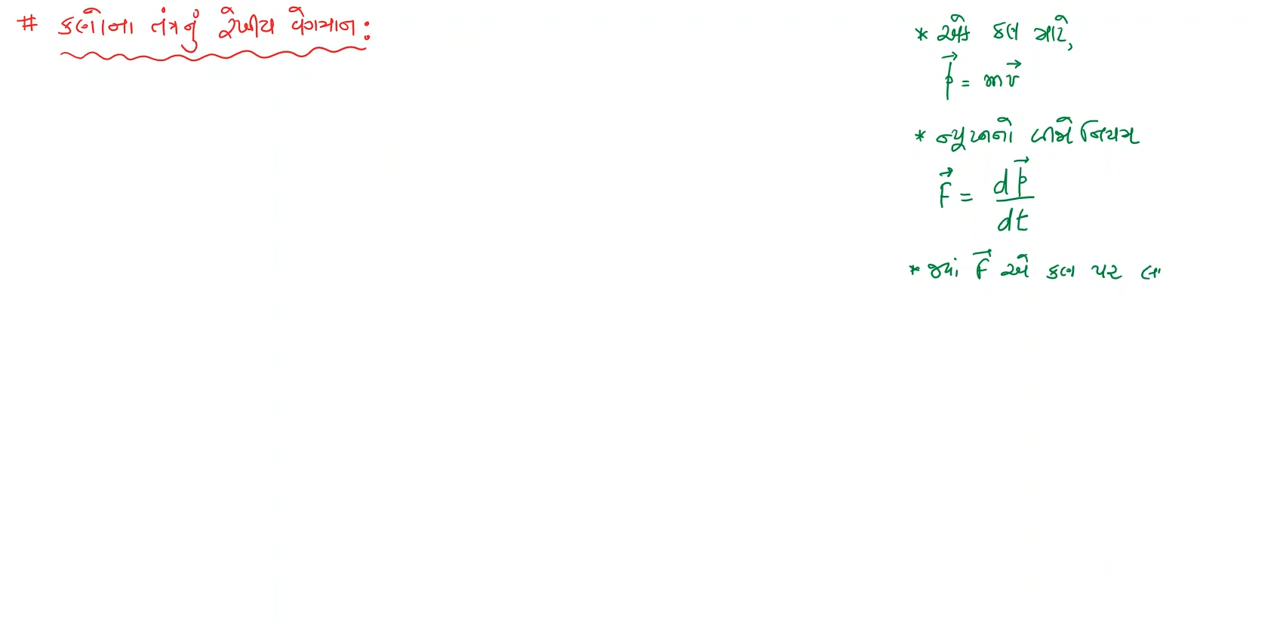 # કણોના તંત્રનું રેખીય વેગમાન :
* એક કણ માટે,
p⃗ = mv⃗
* ન્યુટનનો બીજો નિયમ
F⃗ = dp⃗/dt
* જ્યાં F⃗ એ કણ પર લા